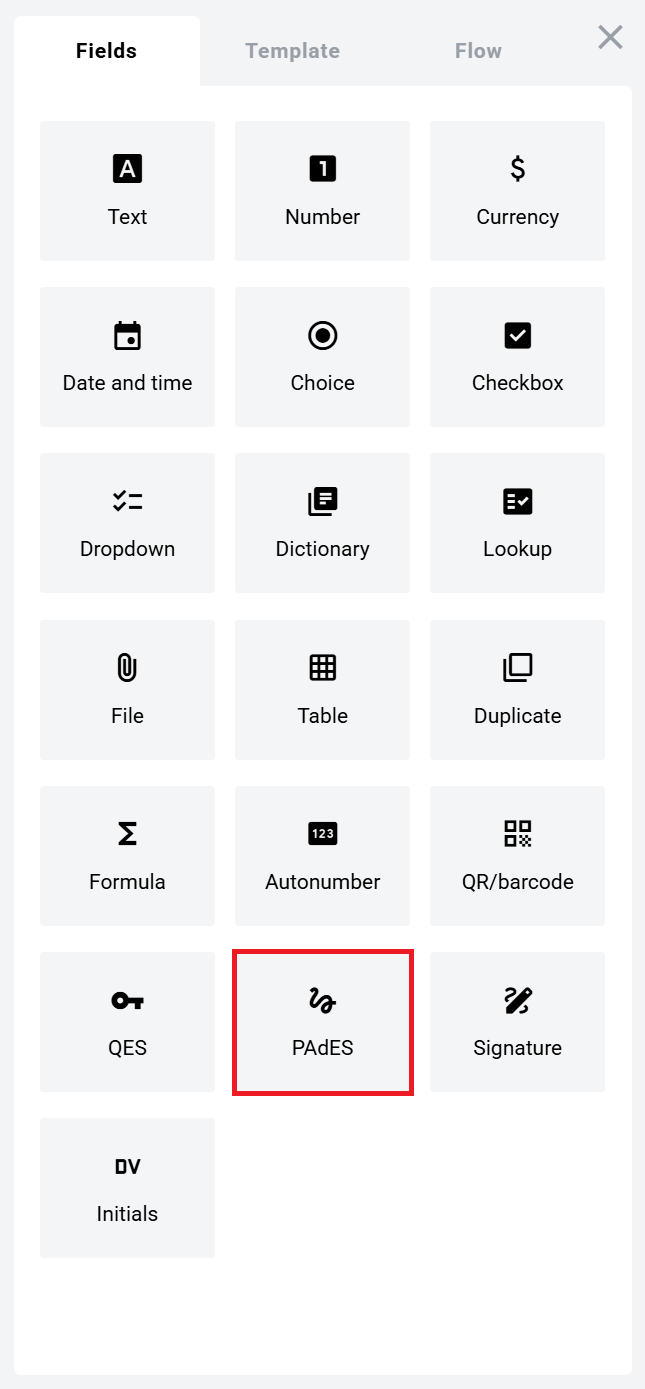 Fields
Template
Flow
A
Text
1
Number
$
Currency
Date and time
Choice
Checkbox
Dropdown
Dictionary
Lookup
File
Table
Duplicate
Σ
Formula
123
Autonumber
QR/barcode
QES
PAdES
Signature
DV
Initials